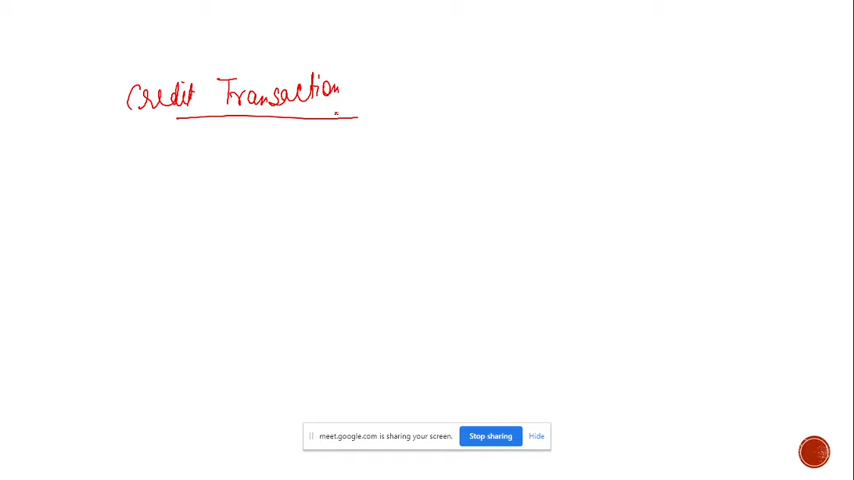 Credit Transaction
meet.google.com is sharing your screen. Stop sharing Hide